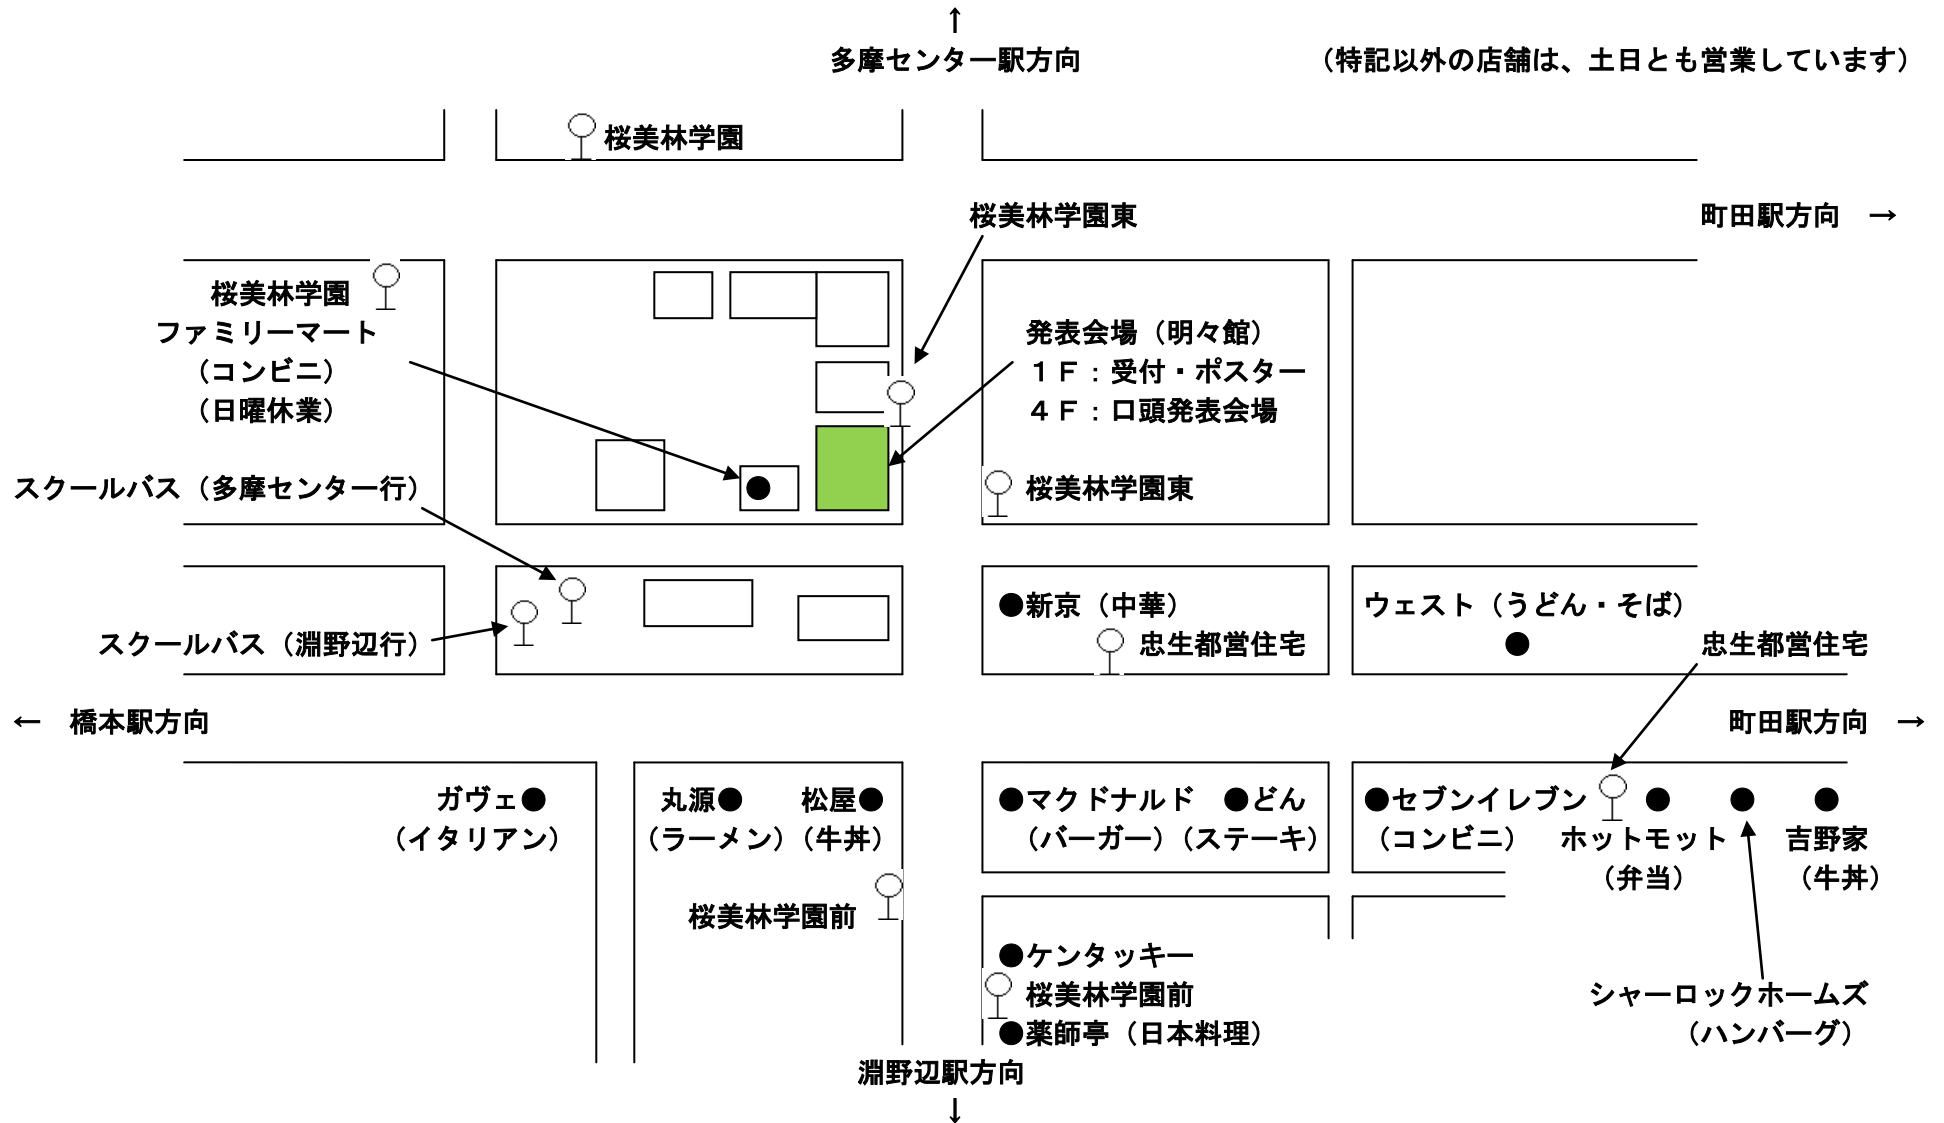 ↑
多摩センター駅方向
（特記以外の店舗は、土日とも営業しています）
桜美林学園
桜美林学園東
町田駅方向　→
桜美林学園
ファミリーマート
（コンビニ）
（日曜休業）
発表会場（明々館）
１Ｆ：受付・ポスター
４Ｆ：口頭発表会場
スクールバス（多摩センター行）
桜美林学園東
●新京（中華）
ウェスト（うどん・そば）
スクールバス（淵野辺行）
忠生都営住宅
忠生都営住宅
←　橋本駅方向
町田駅方向　→
ガヴェ●
（イタリアン）
丸源●
（ラーメン）
松屋●
（牛丼）
●マクドナルド
（バーガー）
●どん
（ステーキ）
●セブンイレブン
（コンビニ）
ホットモット
（弁当）
吉野家
（牛丼）
桜美林学園前
●ケンタッキー
桜美林学園前
●薬師亭（日本料理）
シャーロックホームズ
（ハンバーグ）
淵野辺駅方向
↓